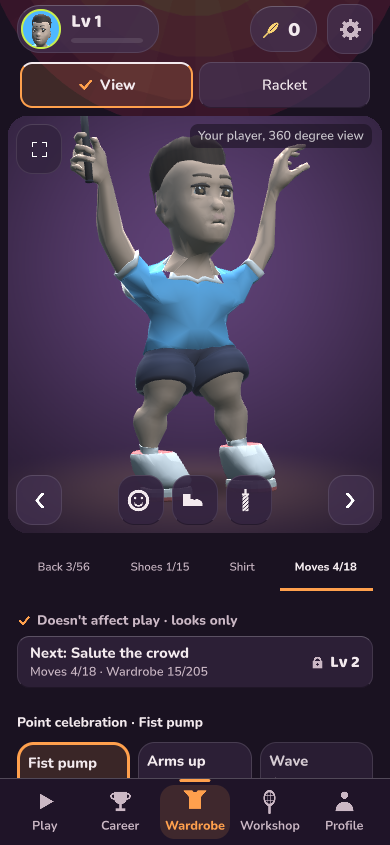 Lv 1
0
View
Racket
Your player, 360 degree view
Back 3/56
Shoes 1/15
Shirt
Moves 4/18
Doesn't affect play · looks only
Next: Salute the crowd
Moves 4/18 · Wardrobe 15/205
Lv 2
Point celebration · Fist pump
Fist pump
Arms up
Wave
Play
Career
Wardrobe
Workshop
Profile